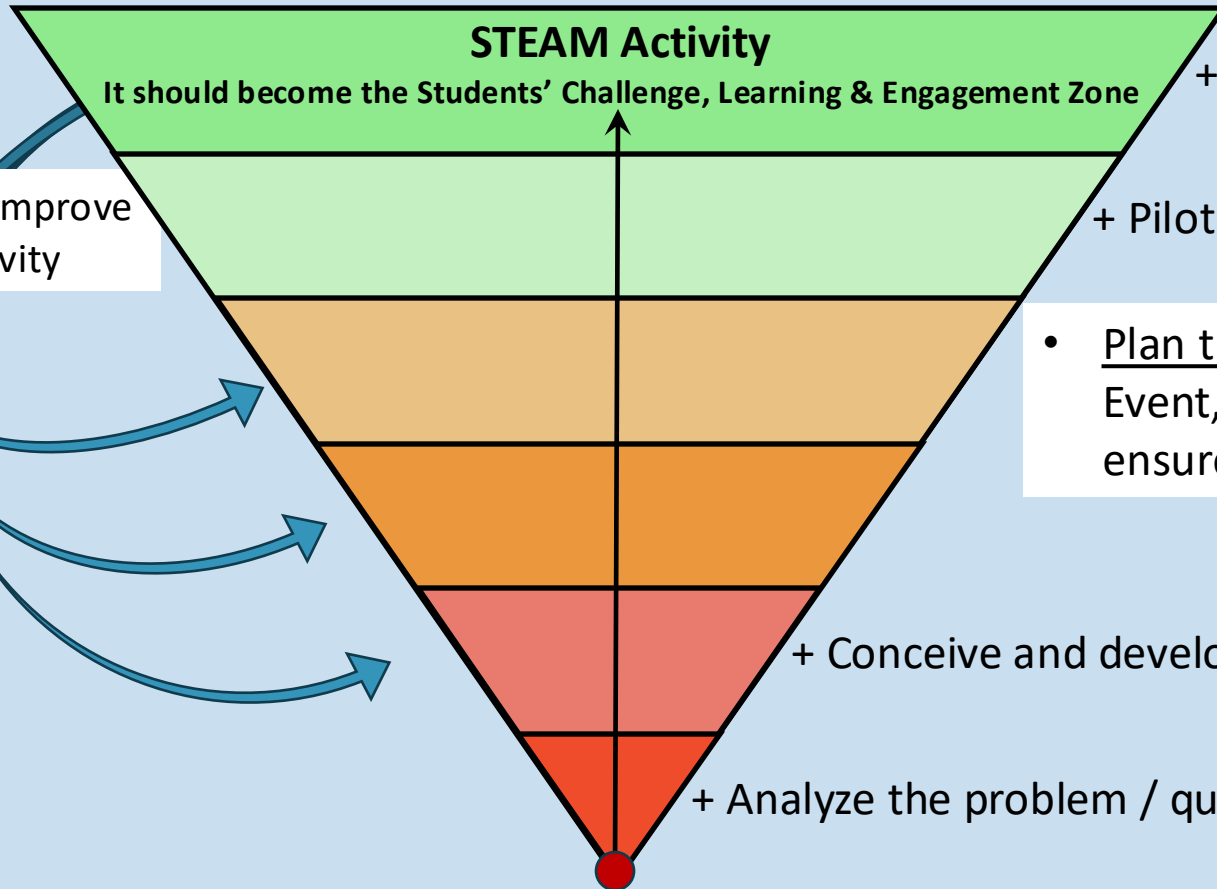 STEAM Activity
It should become the Students’ Challenge, Learning & Engagement Zone
+
mprove
vity
+ Pilot
• Plan t
Event,
ensure
+ Conceive and develo
+ Analyze the problem / qu